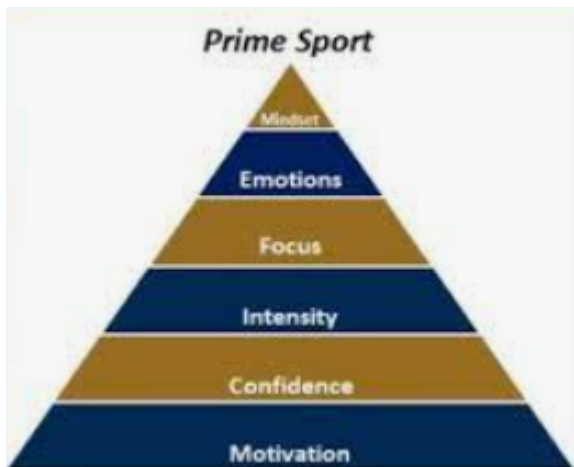 Prime Sport
Mindset
Emotions
Focus
Intensity
Confidence
Motivation